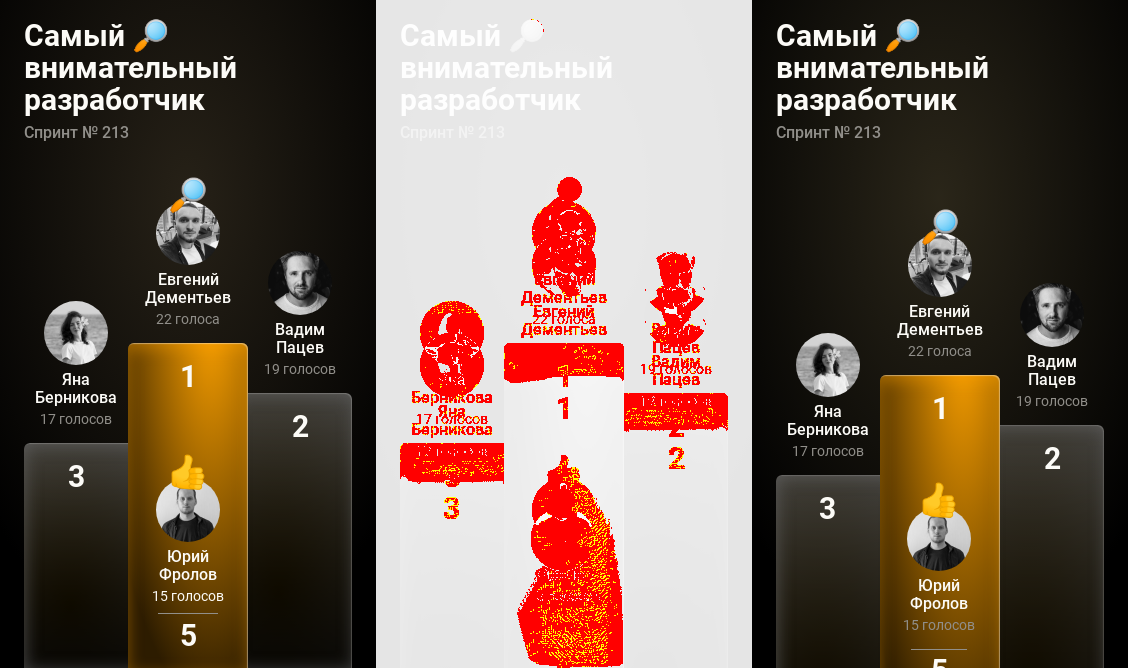 Самый 🔎
внимательный
разработчик
Спринт № 213
Евгений
Дементьев
22 голоса
Вадим
Пацев
19 голосов
Яна
Берникова
17 голосов
1
2
3
Юрий
Фролов
15 голосов
5
Самый
внимательный
разработчик
Спринт № 213
Евгений
Дементьев
22 голоса
Евгений
Дементьев
Вадим
Пацев
19 голосов
Вадим
Пацев
Берникова
17 голосов
Яна
Берникова
1
1
2
2
3
3
Самый 🔎
внимательный
разработчик
Спринт № 213
Евгений
Дементьев
22 голоса
Вадим
Пацев
19 голосов
Яна
Берникова
17 голосов
1
2
3
Юрий
Фролов
15 голосов
5